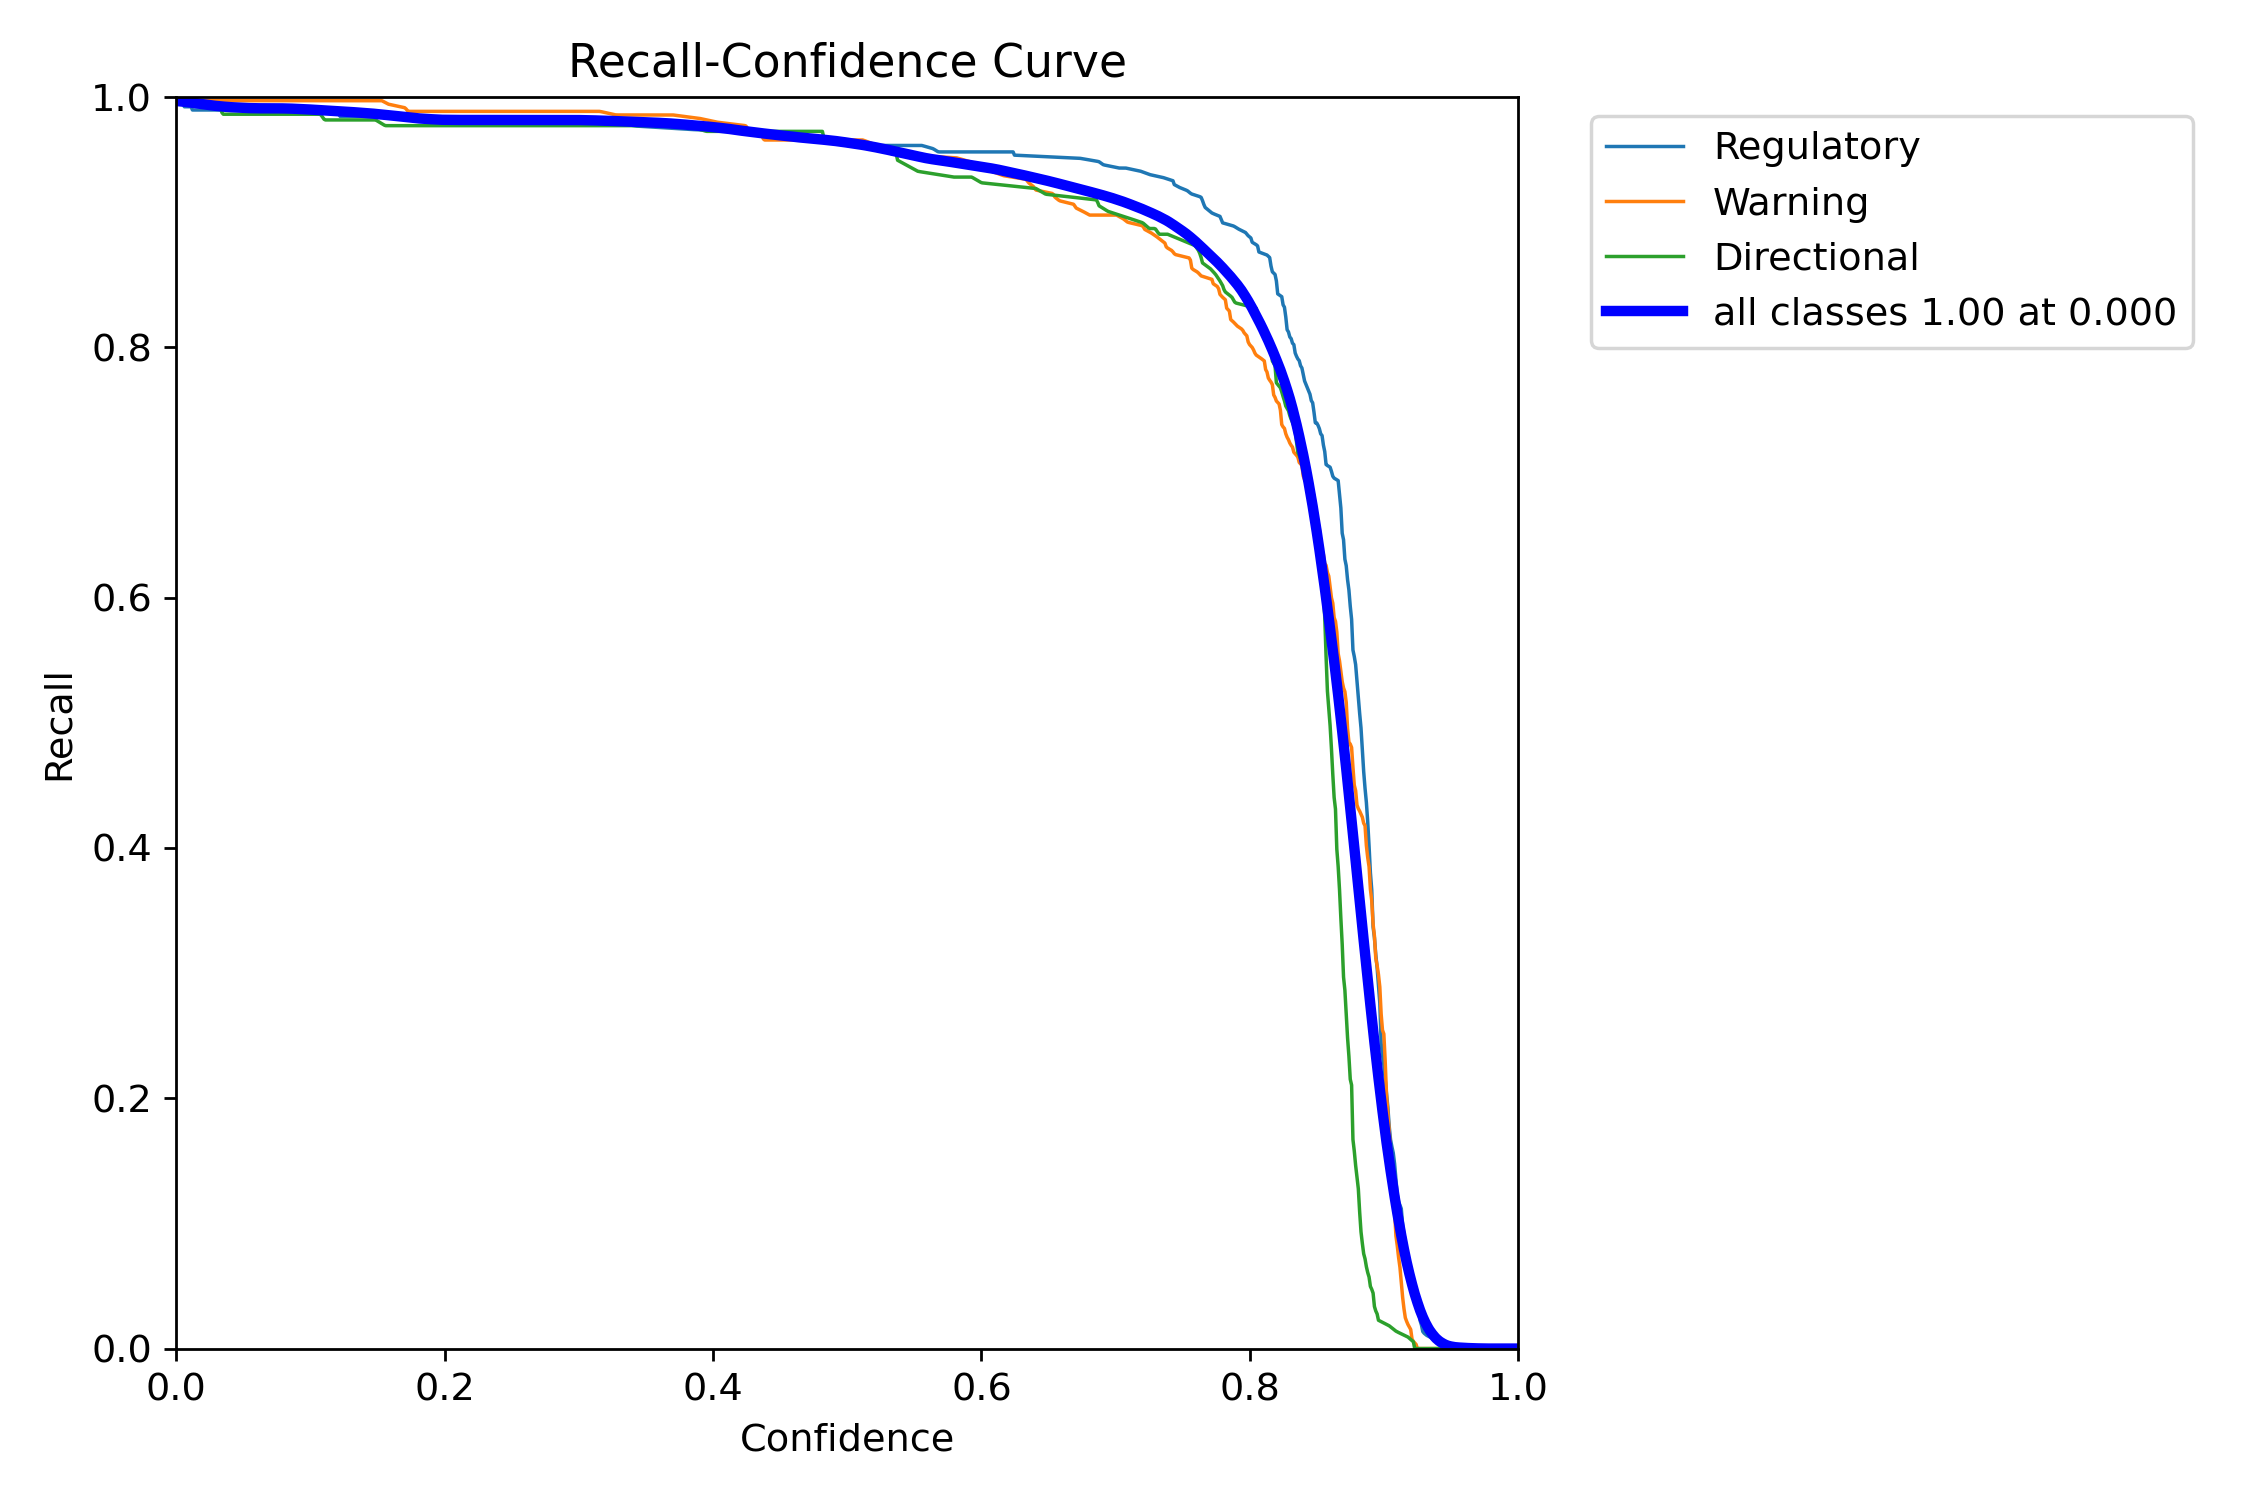 Recall-Confidence Curve
1.0
0.8
0.6
0.4
0.2
0.0
Recall
0.0 0.2 0.4 0.6 0.8 1.0
Confidence
Regulatory
Warning
Directional
all classes 1.00 at 0.000